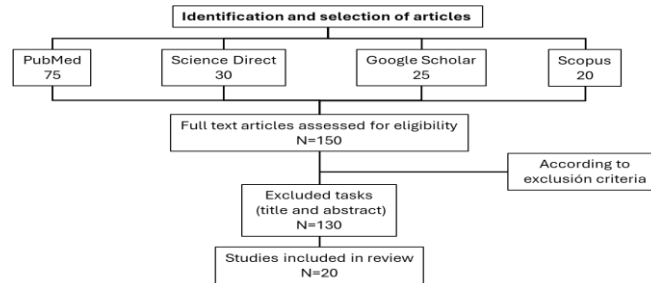 Identification and selection of articles
PubMed
75
Science Direct
30
Google Scholar
25
Scopus
20
Full text articles assessed for eligibility
N=150
According to
exclusión criteria
Excluded tasks
(title and abstract)
N=130
Studies included in review
N=20